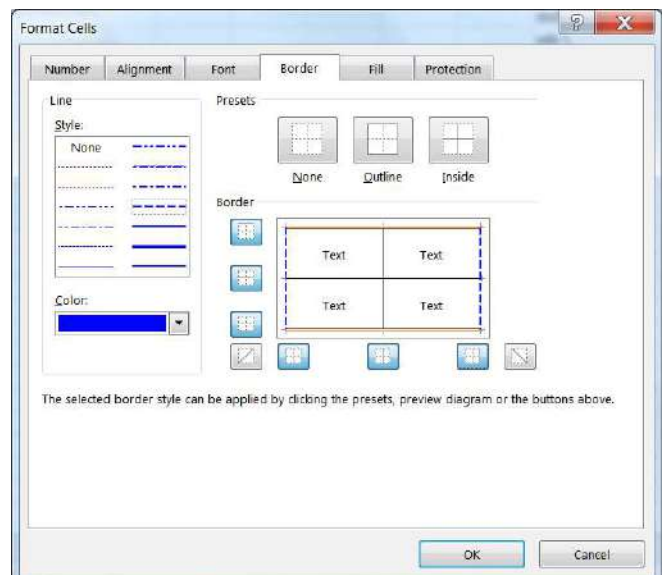 Format Cells
Number Alignment Font Border Fill Protection
Line Presets
Style:
None
None Outline Inside
Border
Text Text
Color:
Text Text
The selected border style can be applied by clicking the presets, preview diagram or the buttons above.
OK Cancel